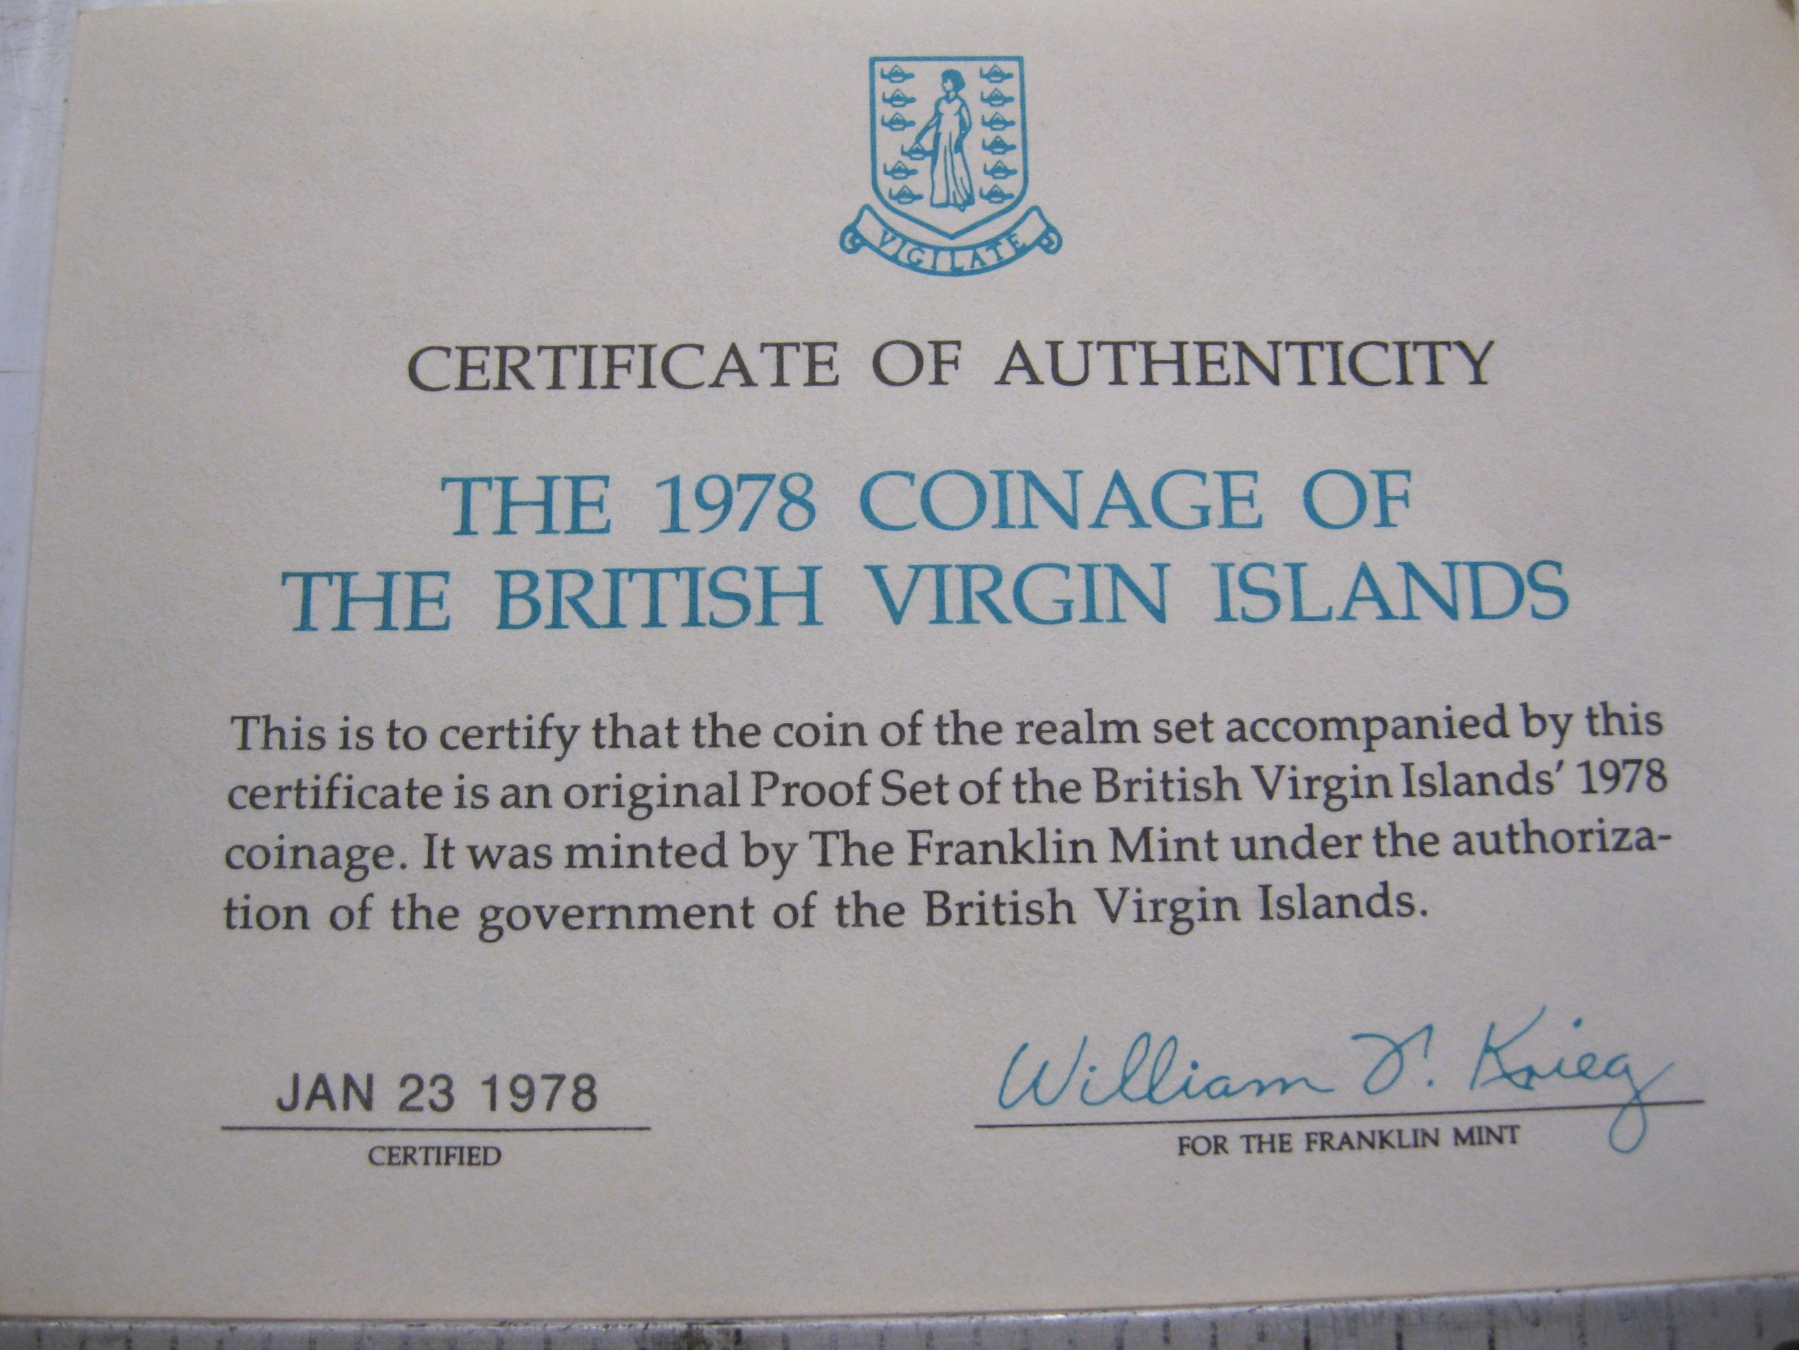 VIGILATE
CERTIFICATE OF AUTHENTICITY
THE 1978 COINAGE OF
THE BRITISH VIRGIN ISLANDS
This is to certify that the coin of the realm set accompanied by this
certificate is an original Proof Set of the British Virgin Islands’ 1978
coinage. It was minted by The Franklin Mint under the authoriza-
tion of the government of the British Virgin Islands.
JAN 23 1978
CERTIFIED
William T. Krieg
FOR THE FRANKLIN MINT